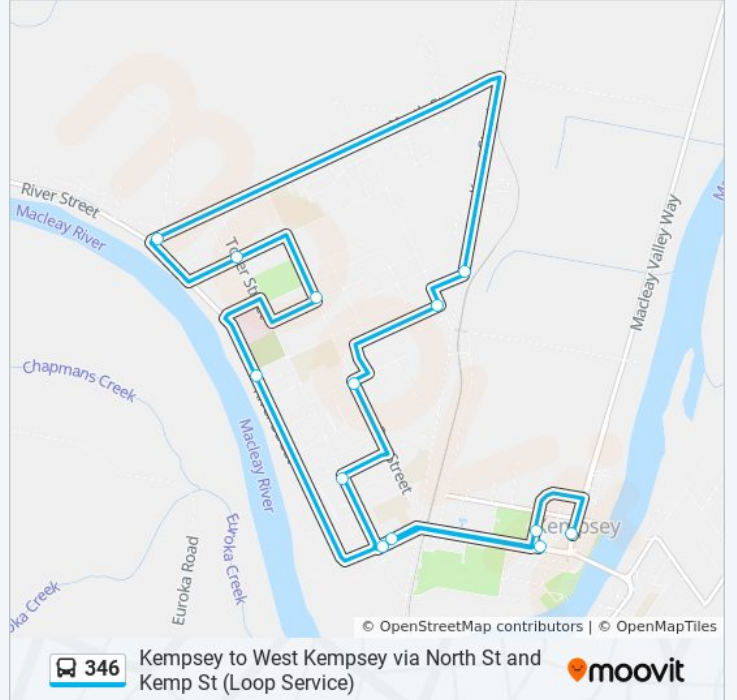 River Street
Macleay River
Macleay Valley Way
Chapmans Creek
Macleay River
Street
Kempsey
Euroka Creek
Euroka Road
© OpenStreetMap contributors | © OpenMapTiles
346
Kempsey to West Kempsey via North St and
Kemp St (Loop Service)
moovit